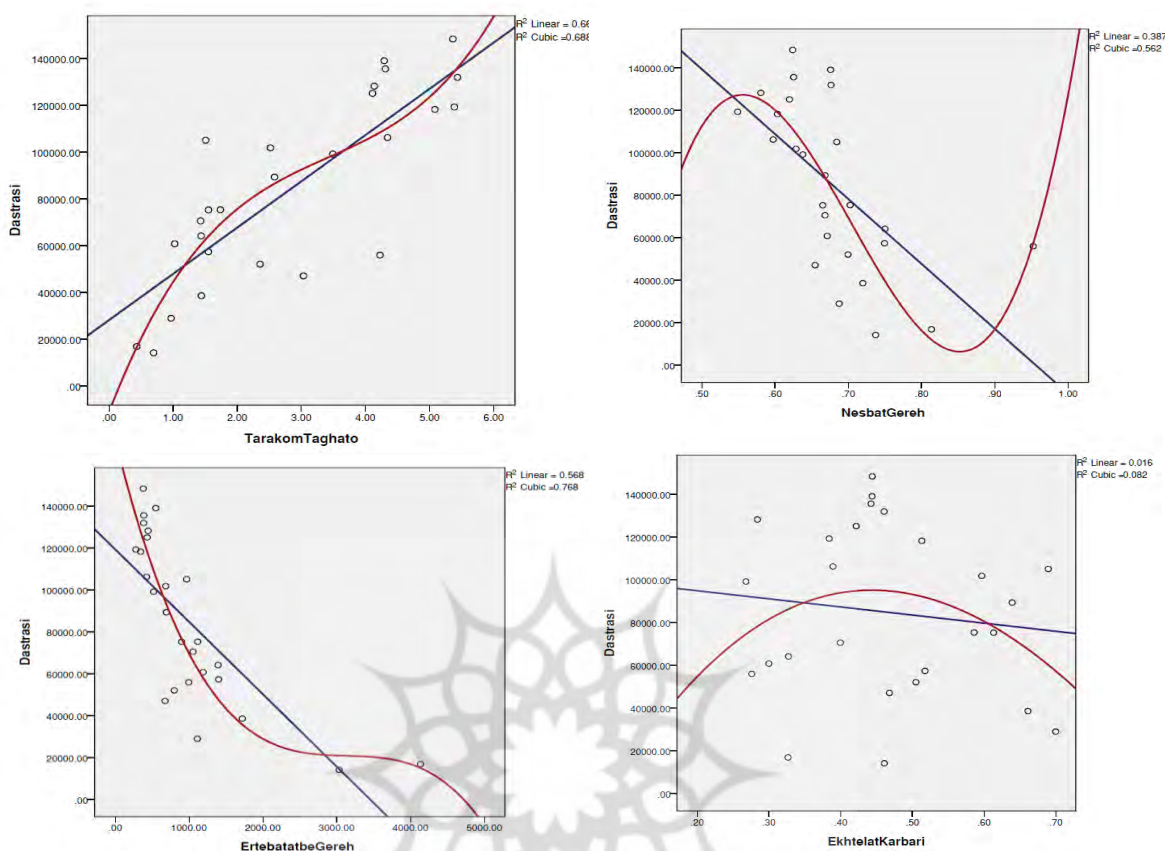 R² Linear = 0.66
R² Cubic =0.688
140000.00
120000.00
100000.00
80000.00
60000.00
40000.00
20000.00
.00
Dastrasi
.00 1.00 2.00 3.00 4.00 5.00 6.00
TarakomTaghato
R² Linear = 0.387
R² Cubic =0.562
140000.00
120000.00
100000.00
80000.00
60000.00
40000.00
20000.00
.00
Dastrasi
.50 .60 .70 .80 .90 1.00
NesbatGereh
R² Linear = 0.568
R² Cubic =0.768
140000.00
120000.00
100000.00
80000.00
60000.00
40000.00
20000.00
.00
Dastrasi
.00 1000.00 2000.00 3000.00 4000.00 5000.00
ErtebatatbeGereh
R² Linear = 0.016
R² Cubic =0.082
140000.00
120000.00
100000.00
80000.00
60000.00
40000.00
20000.00
.00
Dastrasi
.20 .30 .40 .50 .60 .70
EkhtelatKarbari